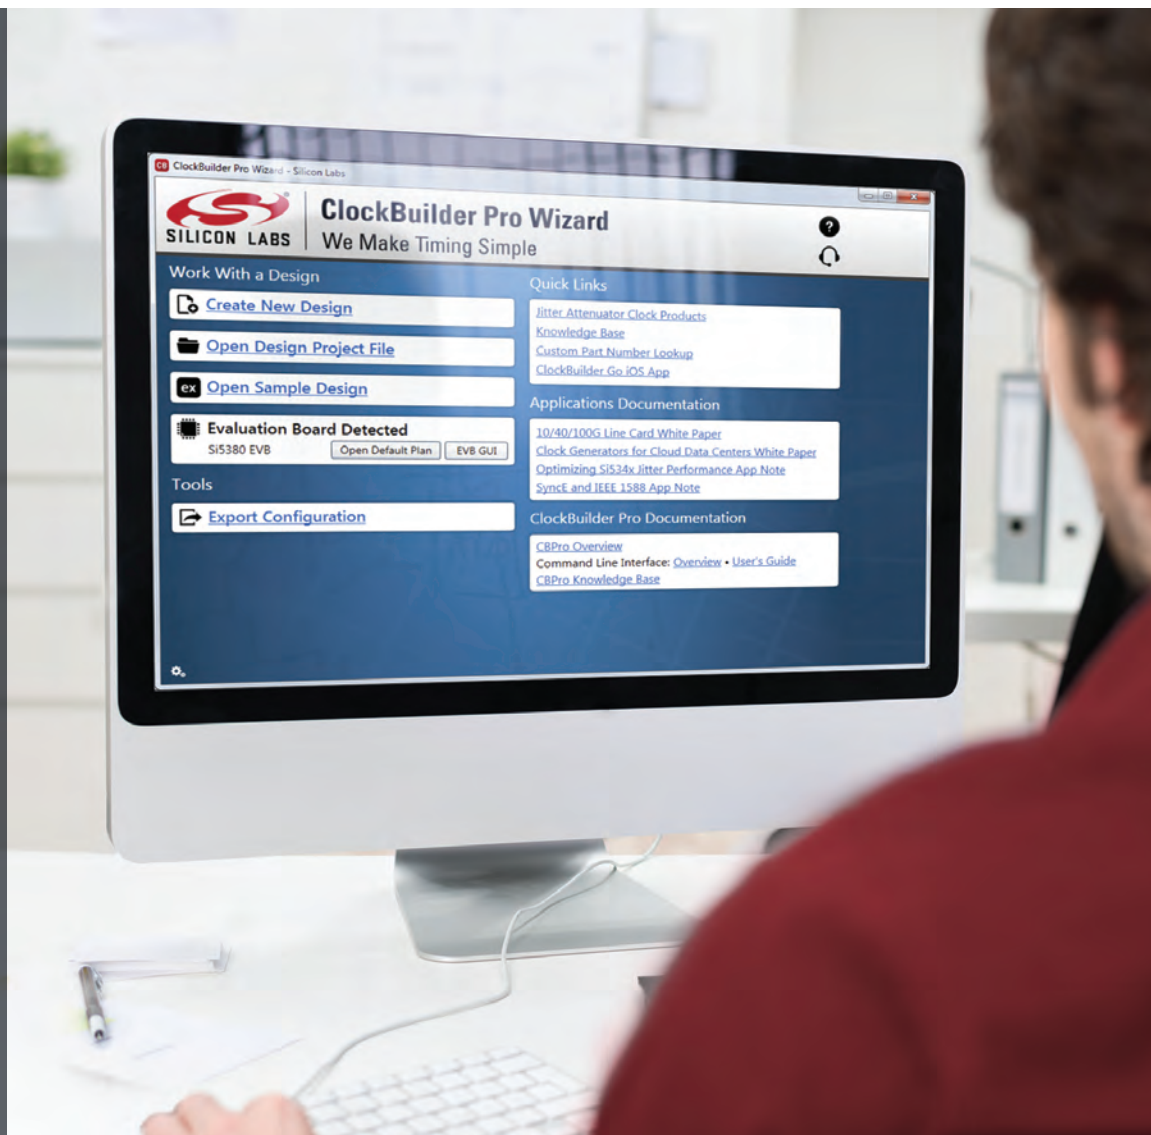 CB ClockBuilder Pro Wizard - Silicon Labs
SILICON LABS
ClockBuilder Pro Wizard
We Make Timing Simple
?
Work With a Design
Create New Design
Open Design Project File
ex Open Sample Design
Evaluation Board Detected
Si5380 EVB Open Default Plan EVB GUI
Tools
Export Configuration
Quick Links
Jitter Attenuator Clock Products
Knowledge Base
Custom Part Number Lookup
ClockBuilder Go iOS App
Applications Documentation
10/40/100G Line Card White Paper
Clock Generators for Cloud Data Centers White Paper
Optimizing Si534x Jitter Performance App Note
SyncE and IEEE 1588 App Note
ClockBuilder Pro Documentation
CBPro Overview
Command Line Interface: Overview • User's Guide
CBPro Knowledge Base